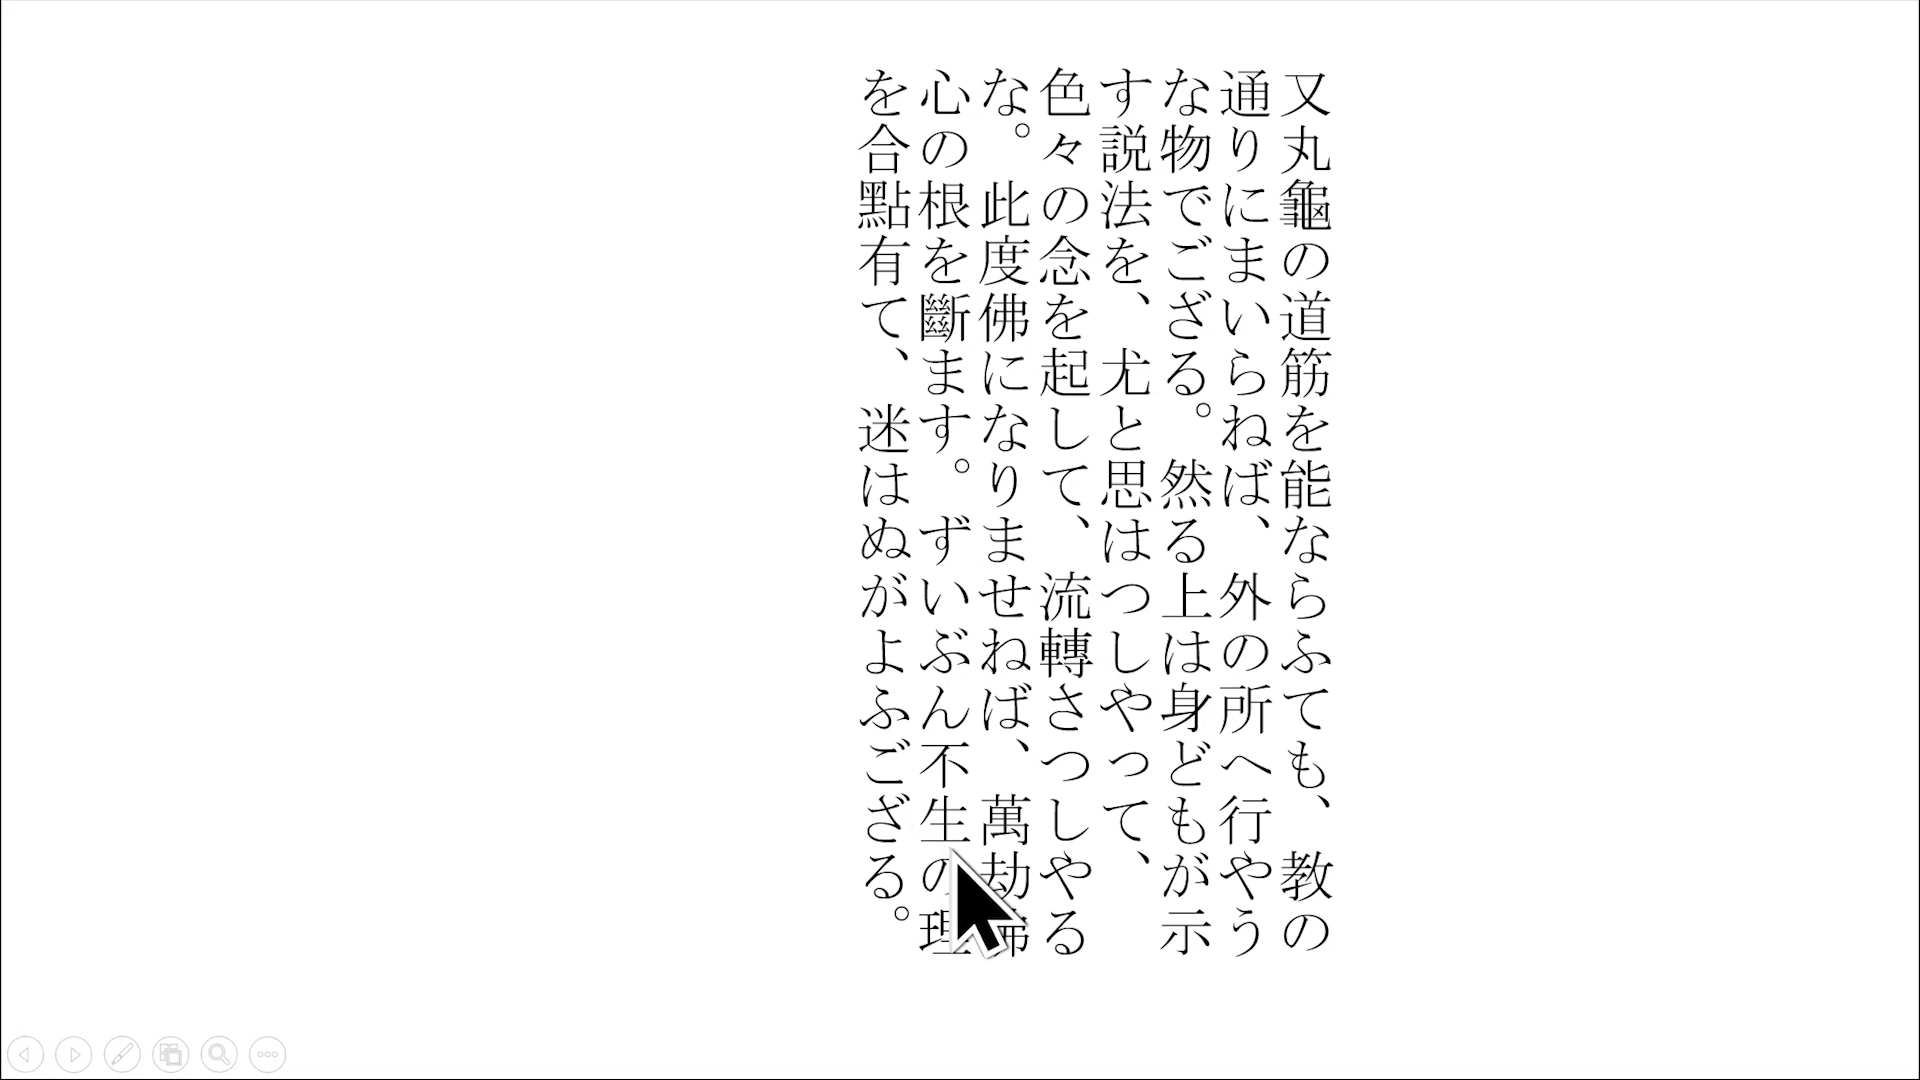 又丸龜の道筋を能ならふても、教の
通りにまいらねば、外の所へ行やう
な物でござる。然る上は身どもが示
す説法を、尤と思はつしやって、
色々の念を起して、流轉さつしやる
な。此度佛になりませねば、萬劫
心の根を斷ます。ずいぶん不生の理
を合點有て、迷はぬがよふござる。